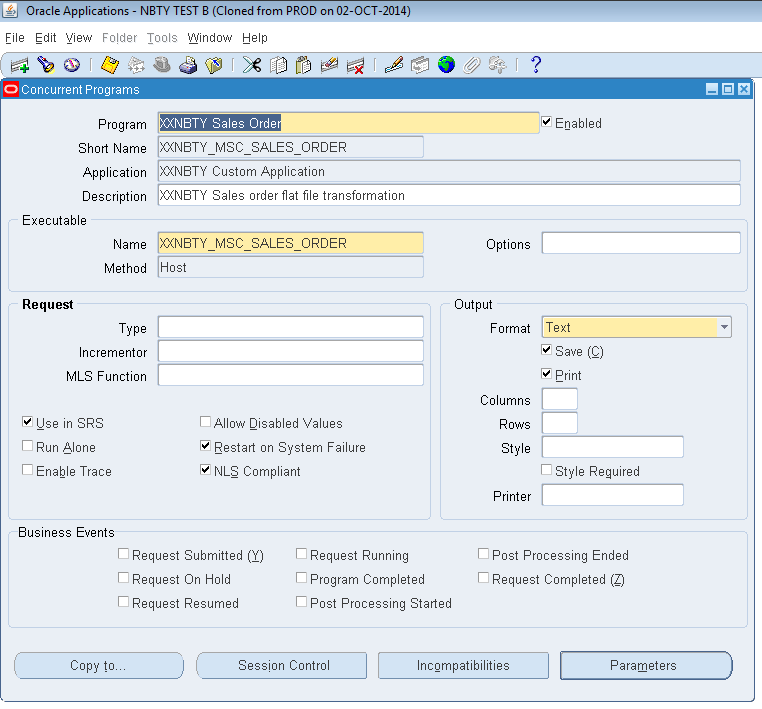 Oracle Applications - NBTY TEST B (Cloned from PROD on 02-OCT-2014)
File Edit View Folder Tools Window Help
?
Concurrent Programs
Program XXNBTY Sales Order Enabled
Short Name XXNBTY_MSC_SALES_ORDER
Application XXNBTY Custom Application
Description XXNBTY Sales order flat file transformation
Executable
Name XXNBTY_MSC_SALES_ORDER Options
Method Host
Request Output
Type Format Text
Incrementor Save (C)
MLS Function Print
Columns
Use in SRS Allow Disabled Values Rows
Run Alone Restart on System Failure Style
Enable Trace NLS Compliant Style Required
Printer
Business Events
Request Submitted (Y) Request Running Post Processing Ended
Request On Hold Program Completed Request Completed (Z)
Request Resumed Post Processing Started
Copy to... Session Control Incompatibilities Parameters